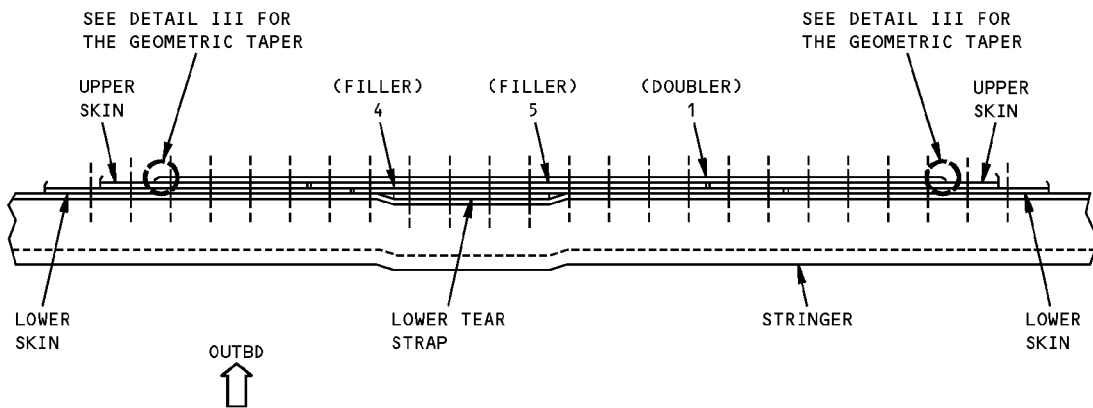 SEE DETAIL III FOR
THE GEOMETRIC TAPER
SEE DETAIL III FOR
THE GEOMETRIC TAPER
UPPER
SKIN
(FILLER)
4
(FILLER)
5
(DOUBLER)
1
UPPER
SKIN
LOWER
SKIN
LOWER TEAR
STRAP
STRINGER
LOWER
SKIN
OUTBD